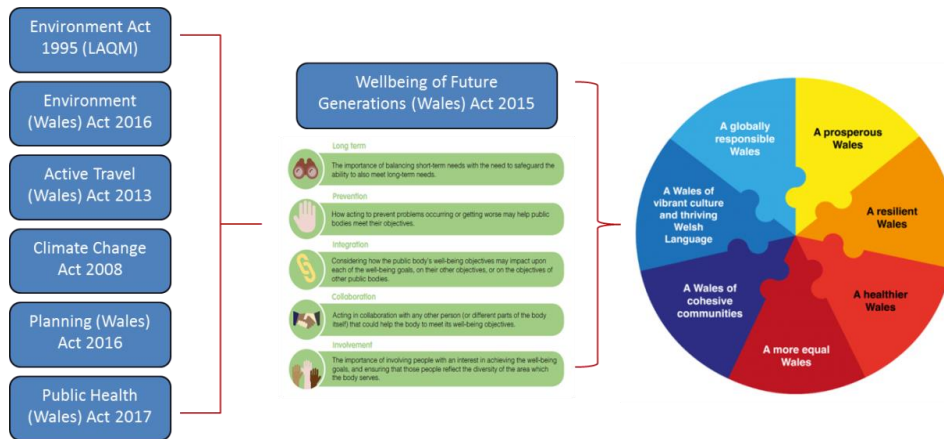 Environment Act
1995 (LAQM)
Environment
(Wales) Act 2016
Active Travel
(Wales) Act 2013
Climate Change
Act 2008
Planning (Wales)
Act 2016
Public Health
(Wales) Act 2017
Wellbeing of Future
Generations (Wales) Act 2015
Long term
The importance of balancing short-term needs with the need to safeguard the
ability to also meet long-term needs.
Prevention
How acting to prevent problems occurring or getting worse may help public
bodies meet their objectives.
Integration
Considering how the public body's well-being objectives may impact upon
each of the well-being goals, on their other objectives, or on the objectives of
other public bodies.
Collaboration
Acting in collaboration with any other person (or different parts of the body
itself) that could help the body to meet its well-being objectives.
Involvement
The importance of involving people with an interest in achieving the well-being
goals, and ensuring that those people reflect the diversity of the area which
the body serves.
A globally
responsible
Wales
A prosperous
Wales
A resilient
Wales
A healthier
Wales
A more equal
Wales
A Wales of
cohesive
communities
A Wales of
vibrant culture
and thriving
Welsh
Language